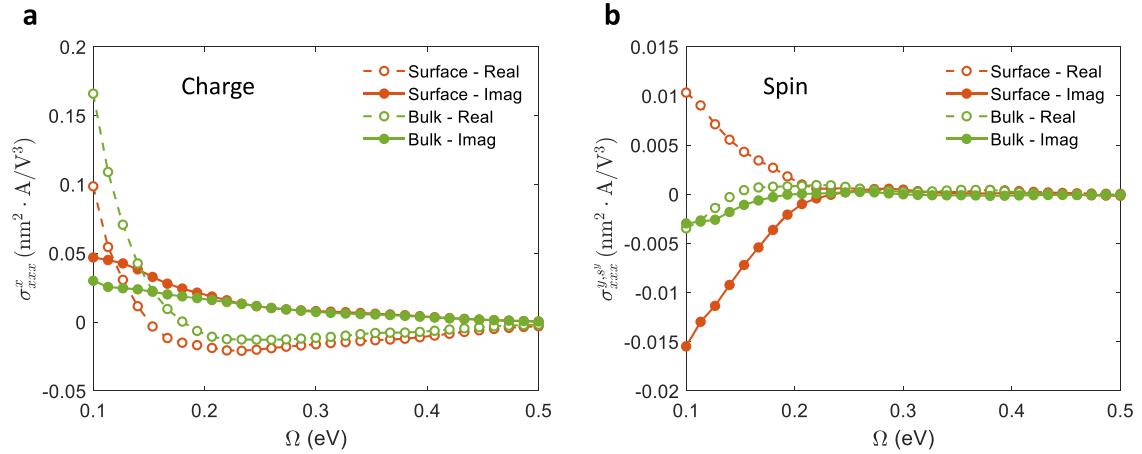 a
0.2
0.15
0.1
0.05
0
-0.05
σ^x_xxx (nm² · A/V³)
Charge
Surface - Real
Surface - Imag
Bulk - Real
Bulk - Imag
0.1 0.2 0.3 0.4 0.5
Ω (eV)
b
0.015
0.01
0.005
0
-0.005
-0.01
-0.015
-0.02
σ^{y,s^y}_xxx (nm² · A/V³)
Spin
Surface - Real
Surface - Imag
Bulk - Real
Bulk - Imag
0.1 0.2 0.3 0.4 0.5
Ω (eV)